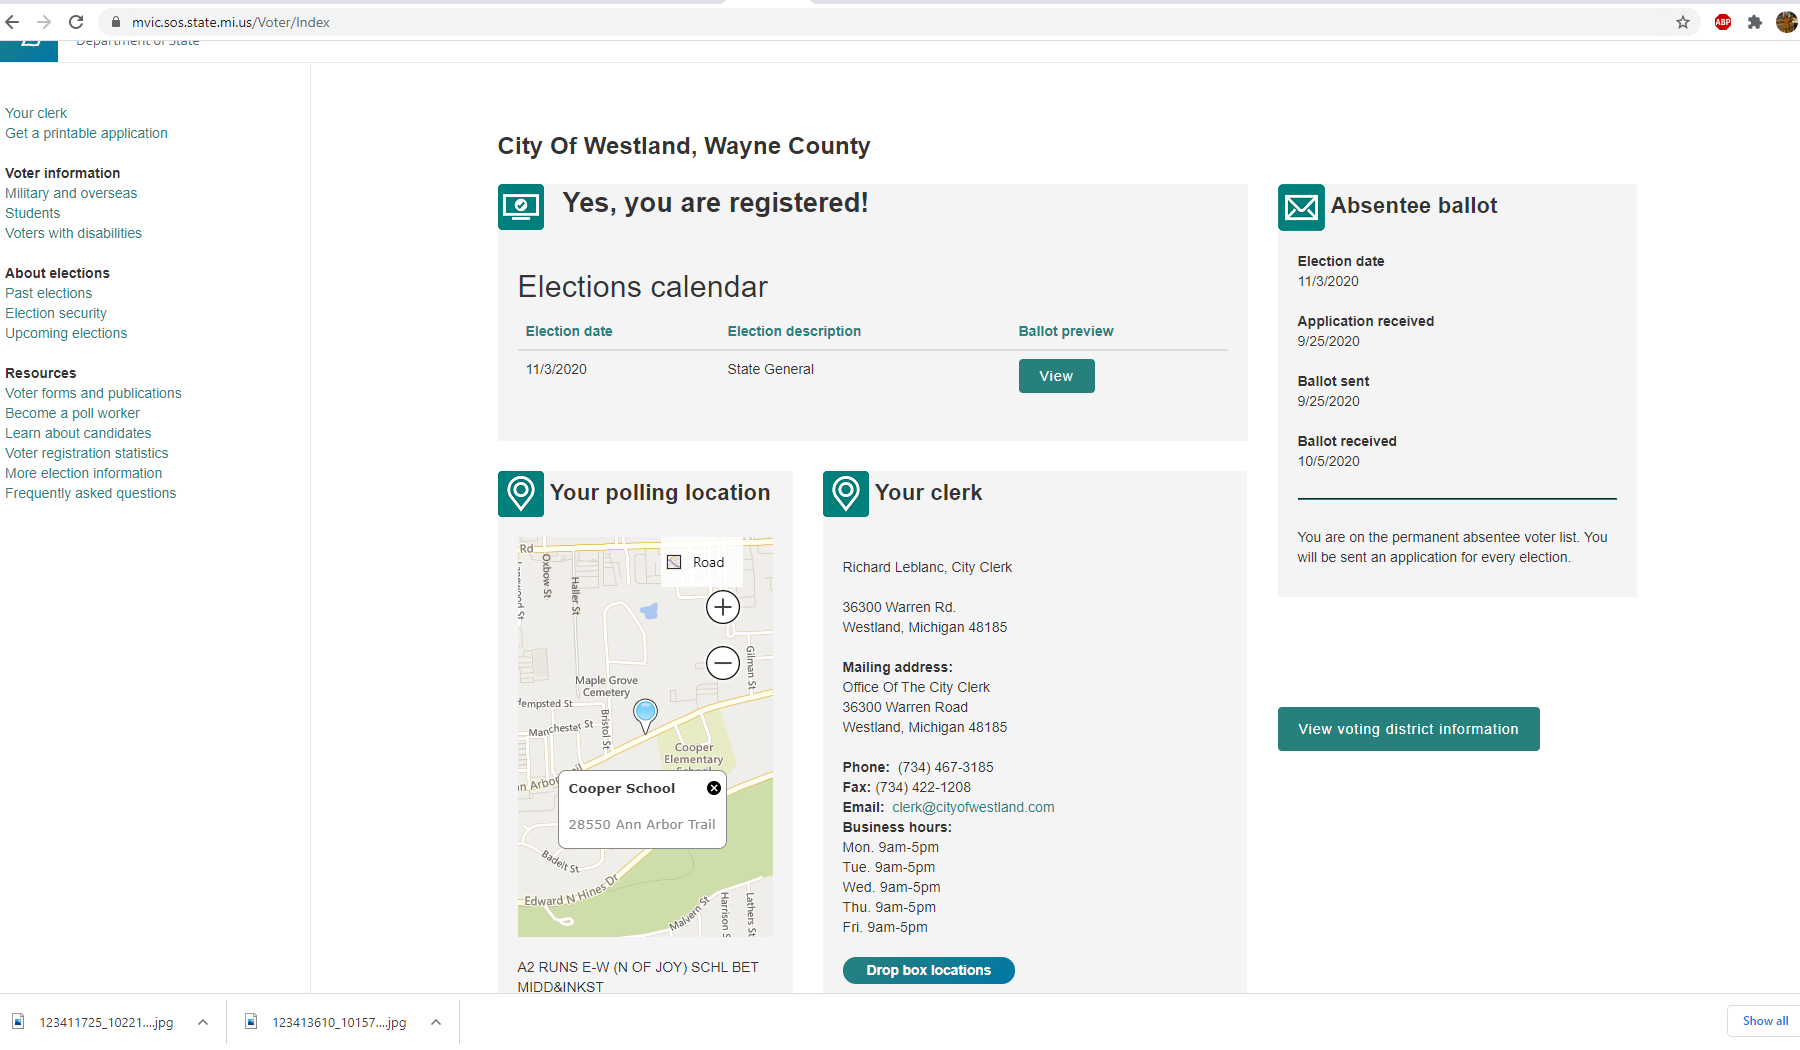 mvic.sos.state.mi.us/Voter/Index
ABP
Department of State
Your clerk
Get a printable application
Voter information
Military and overseas
Students
Voters with disabilities
About elections
Past elections
Election security
Upcoming elections
Resources
Voter forms and publications
Become a poll worker
Learn about candidates
Voter registration statistics
More election information
Frequently asked questions
City Of Westland, Wayne County
Yes, you are registered!
Elections calendar
Election date Election description Ballot preview
11/3/2020 State General View
Absentee ballot
Election date
11/3/2020
Application received
9/25/2020
Ballot sent
9/25/2020
Ballot received
10/5/2020
You are on the permanent absentee voter list. You
will be sent an application for every election.
View voting district information
Your polling location
Rd
Road
Oxbow St
Haller St
Gilman St
Maple Grove
Cemetery
Hempsted St
Manchester St
Bristol St
Cooper
Elementary
School
Ann Arbor Trail
Cooper School
28550 Ann Arbor Trail
Badelt St
Edward N Hines Dr
Malvern St
Harrison S
Lathers St
A2 RUNS E-W (N OF JOY) SCHL BET
MIDD&INKST
Your clerk
Richard Leblanc, City Clerk
36300 Warren Rd.
Westland, Michigan 48185
Mailing address:
Office Of The City Clerk
36300 Warren Road
Westland, Michigan 48185
Phone: (734) 467-3185
Fax: (734) 422-1208
Email: clerk@cityofwestland.com
Business hours:
Mon. 9am-5pm
Tue. 9am-5pm
Wed. 9am-5pm
Thu. 9am-5pm
Fri. 9am-5pm
Drop box locations
123411725_10221....jpg
123413610_10157....jpg
Show all